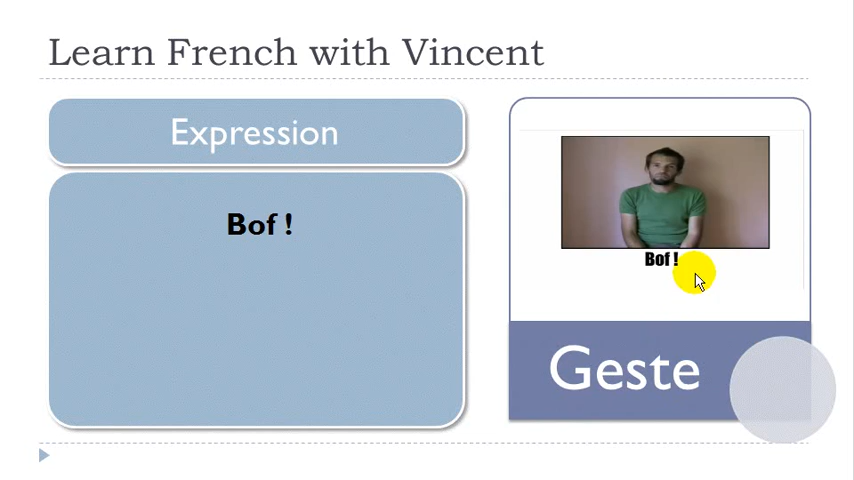 Learn French with Vincent
Expression
Bof !
Bof !
Geste